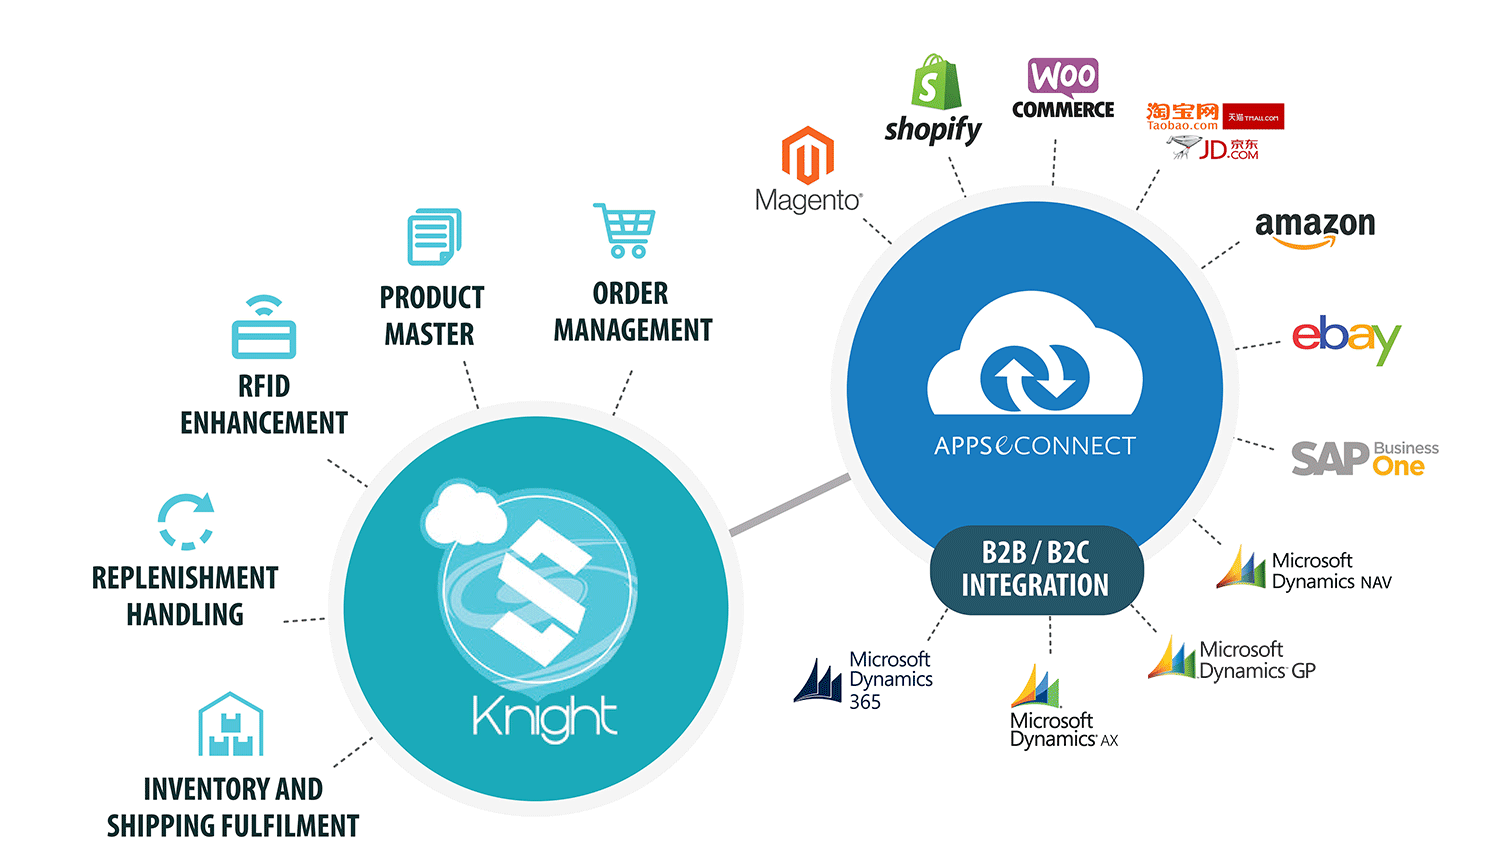 PRODUCT
MASTER
ORDER
MANAGEMENT
RFID
ENHANCEMENT
REPLENISHMENT
HANDLING
INVENTORY AND
SHIPPING FULFILMENT
Knight
Magento®
shopify
WOO
COMMERCE
淘宝网
Taobao.com
天猫 TMALL.COM
JD.京东
.COM
amazon
ebay
SAP Business
One
Microsoft
Dynamics NAV
Microsoft
Dynamics GP
Microsoft
Dynamics AX
Microsoft
Dynamics
365
APPSeCONNECT
B2B / B2C
INTEGRATION